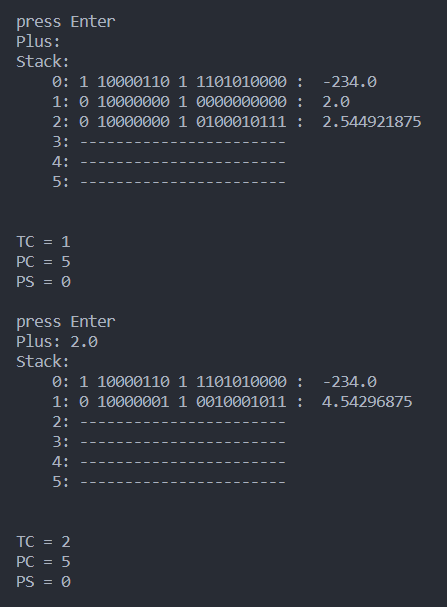 press Enter
Plus:
Stack:
0: 1 10000110 1 1101010000 : -234.0
1: 0 10000000 1 0000000000 : 2.0
2: 0 10000000 1 0100010111 : 2.544921875
3: -----------------------
4: -----------------------
5: -----------------------
TC = 1
PC = 5
PS = 0
press Enter
Plus: 2.0
Stack:
0: 1 10000110 1 1101010000 : -234.0
1: 0 10000001 1 0010001011 : 4.54296875
2: -----------------------
3: -----------------------
4: -----------------------
5: -----------------------
TC = 2
PC = 5
PS = 0